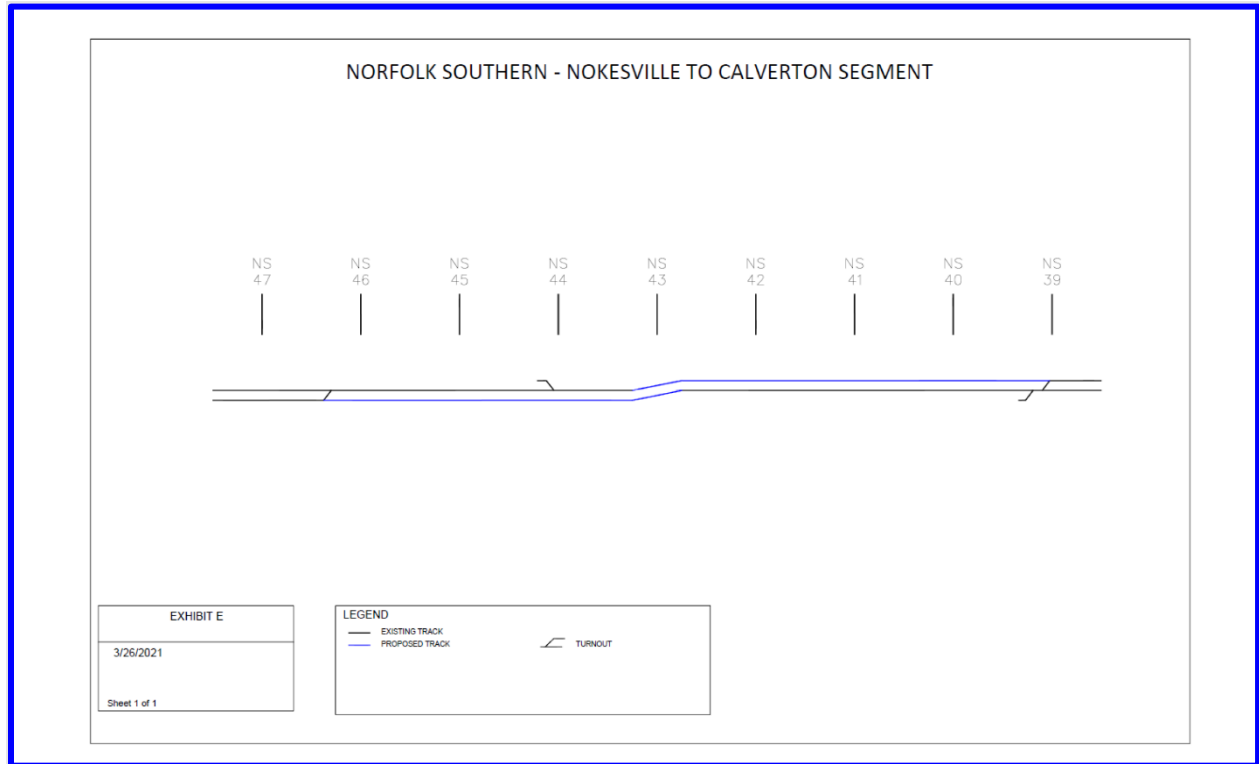 NORFOLK SOUTHERN - NOKESVILLE TO CALVERTON SEGMENT
NS NS NS NS NS NS NS NS NS
47 46 45 44 43 42 41 40 39
EXHIBIT E
3/26/2021
Sheet 1 of 1
LEGEND
EXISTING TRACK
PROPOSED TRACK
TURNOUT